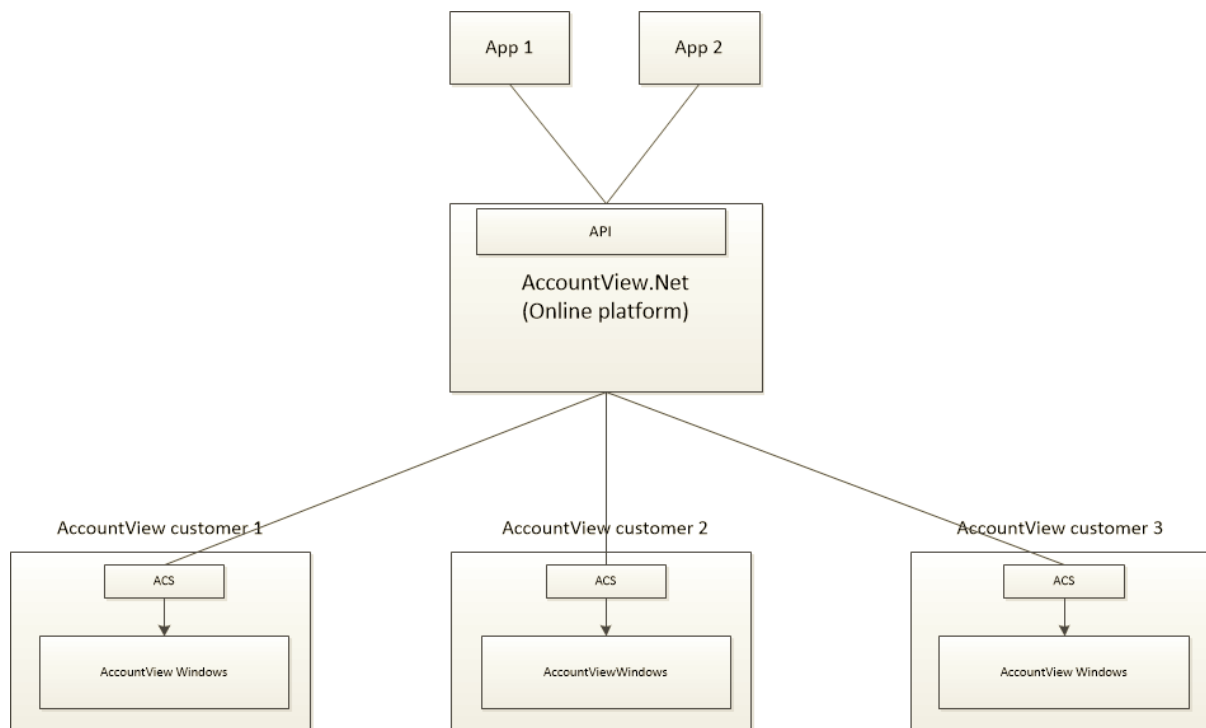 App 1
App 2
API
AccountView.Net
(Online platform)
AccountView customer 1
AccountView customer 2
AccountView customer 3
ACS
ACS
ACS
AccountView Windows
AccountViewWindows
AccountView Windows